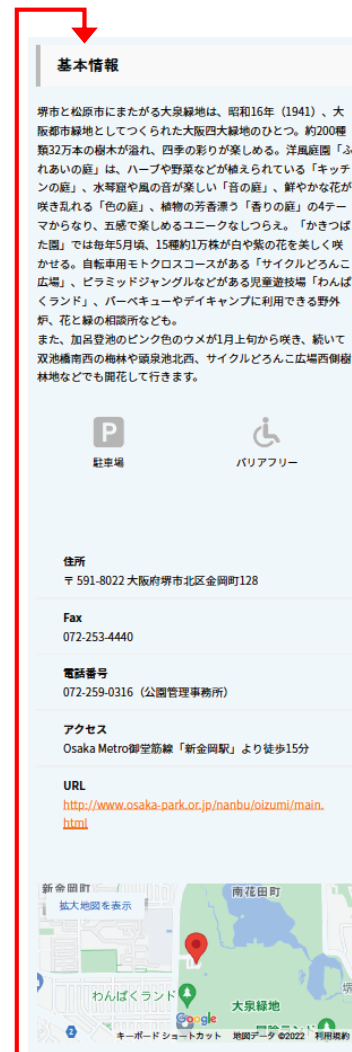 基本情報
堺市と松原市にまたがる大泉緑地は、昭和16年（1941）、大
阪都市緑地としてつくられた大阪四大緑地のひとつ。約200種
類32万本の樹木が溢れ、四季の彩りが楽しめる。洋風庭園「ふ
れあいの庭」は、ハーブや野菜などが植えられている「キッチ
ンの庭」、水琴窟や風の音が楽しい「音の庭」、鮮やかな花が
咲き乱れる「色の庭」、植物の芳香漂う「香りの庭」の4テー
マからなり、五感で楽しめるユニークなしつらえ。「かきつば
た園」では毎年5月頃、15種約1万株が白や紫の花を美しく咲
かせる。自転車用モトクロスコースがある「サイクルどろんこ
広場」、ピラミッドジャングルなどがある児童遊技場「わんぱ
くランド」、バーベキューやデイキャンプに利用できる野外
炉、花と緑の相談所なども。
また、加呂登池のピンク色のウメが1月上旬から咲き、続いて
双池橋南西の梅林や頭泉池北西、サイクルどろんこ広場西側樹
林地などでも開花して行きます。
P
駐車場 バリアフリー
住所
〒 591-8022 大阪府堺市北区金岡町128
Fax
072-253-4440
電話番号
072-259-0316（公園管理事務所）
アクセス
Osaka Metro御堂筋線「新金岡駅」より徒歩15分
URL
http://www.osaka-park.or.jp/nanbu/oizumi/main.
html
新金岡町 南花田町
拡大地図を表示
わんぱくランド
大泉緑地
Google
2
キーボード ショートカット 地図データ ©2022 利用規約